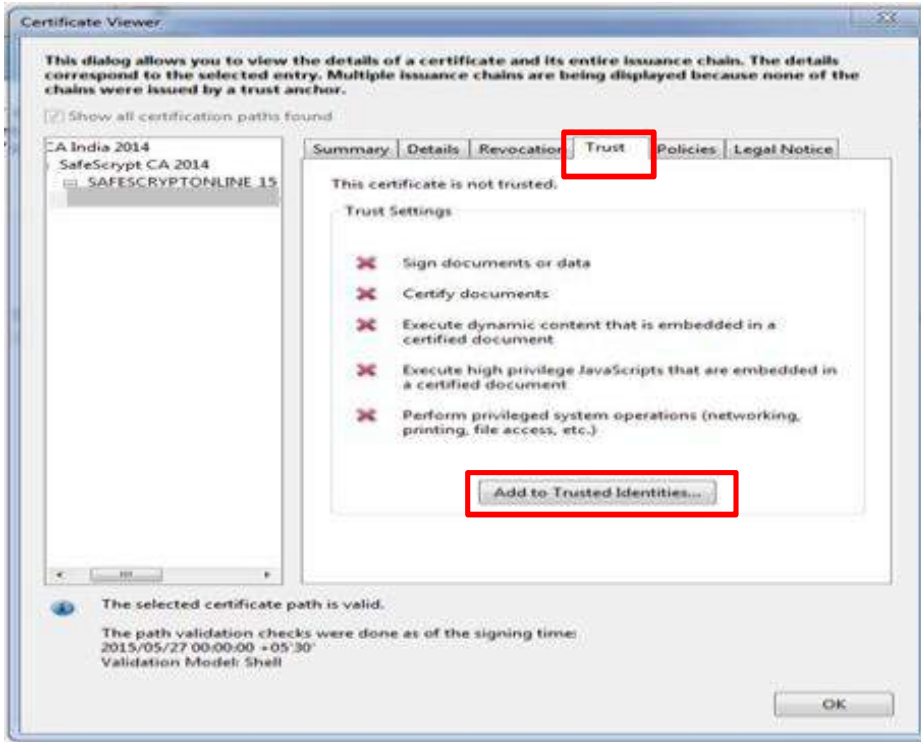 Certificate Viewer
This dialog allows you to view the details of a certificate and its entire issuance chain. The details
correspond to the selected entry. Multiple issuance chains are being displayed because none of the
chains were issued by a trust anchor.
Show all certification paths found
CA India 2014
SafeScrypt CA 2014
SAFESCRYPTONLINE 15
Summary Details Revocation Trust Policies Legal Notice
This certificate is not trusted.
Trust Settings
Sign documents or data
Certify documents
Execute dynamic content that is embedded in a
certified document
Execute high privilege JavaScripts that are embedded in
a certified document
Perform privileged system operations (networking,
printing, file access, etc.)
Add to Trusted Identities...
The selected certificate path is valid.
The path validation checks were done as of the signing time:
2015/05/27 00:00:00 +05'30'
Validation Model: Shell
OK